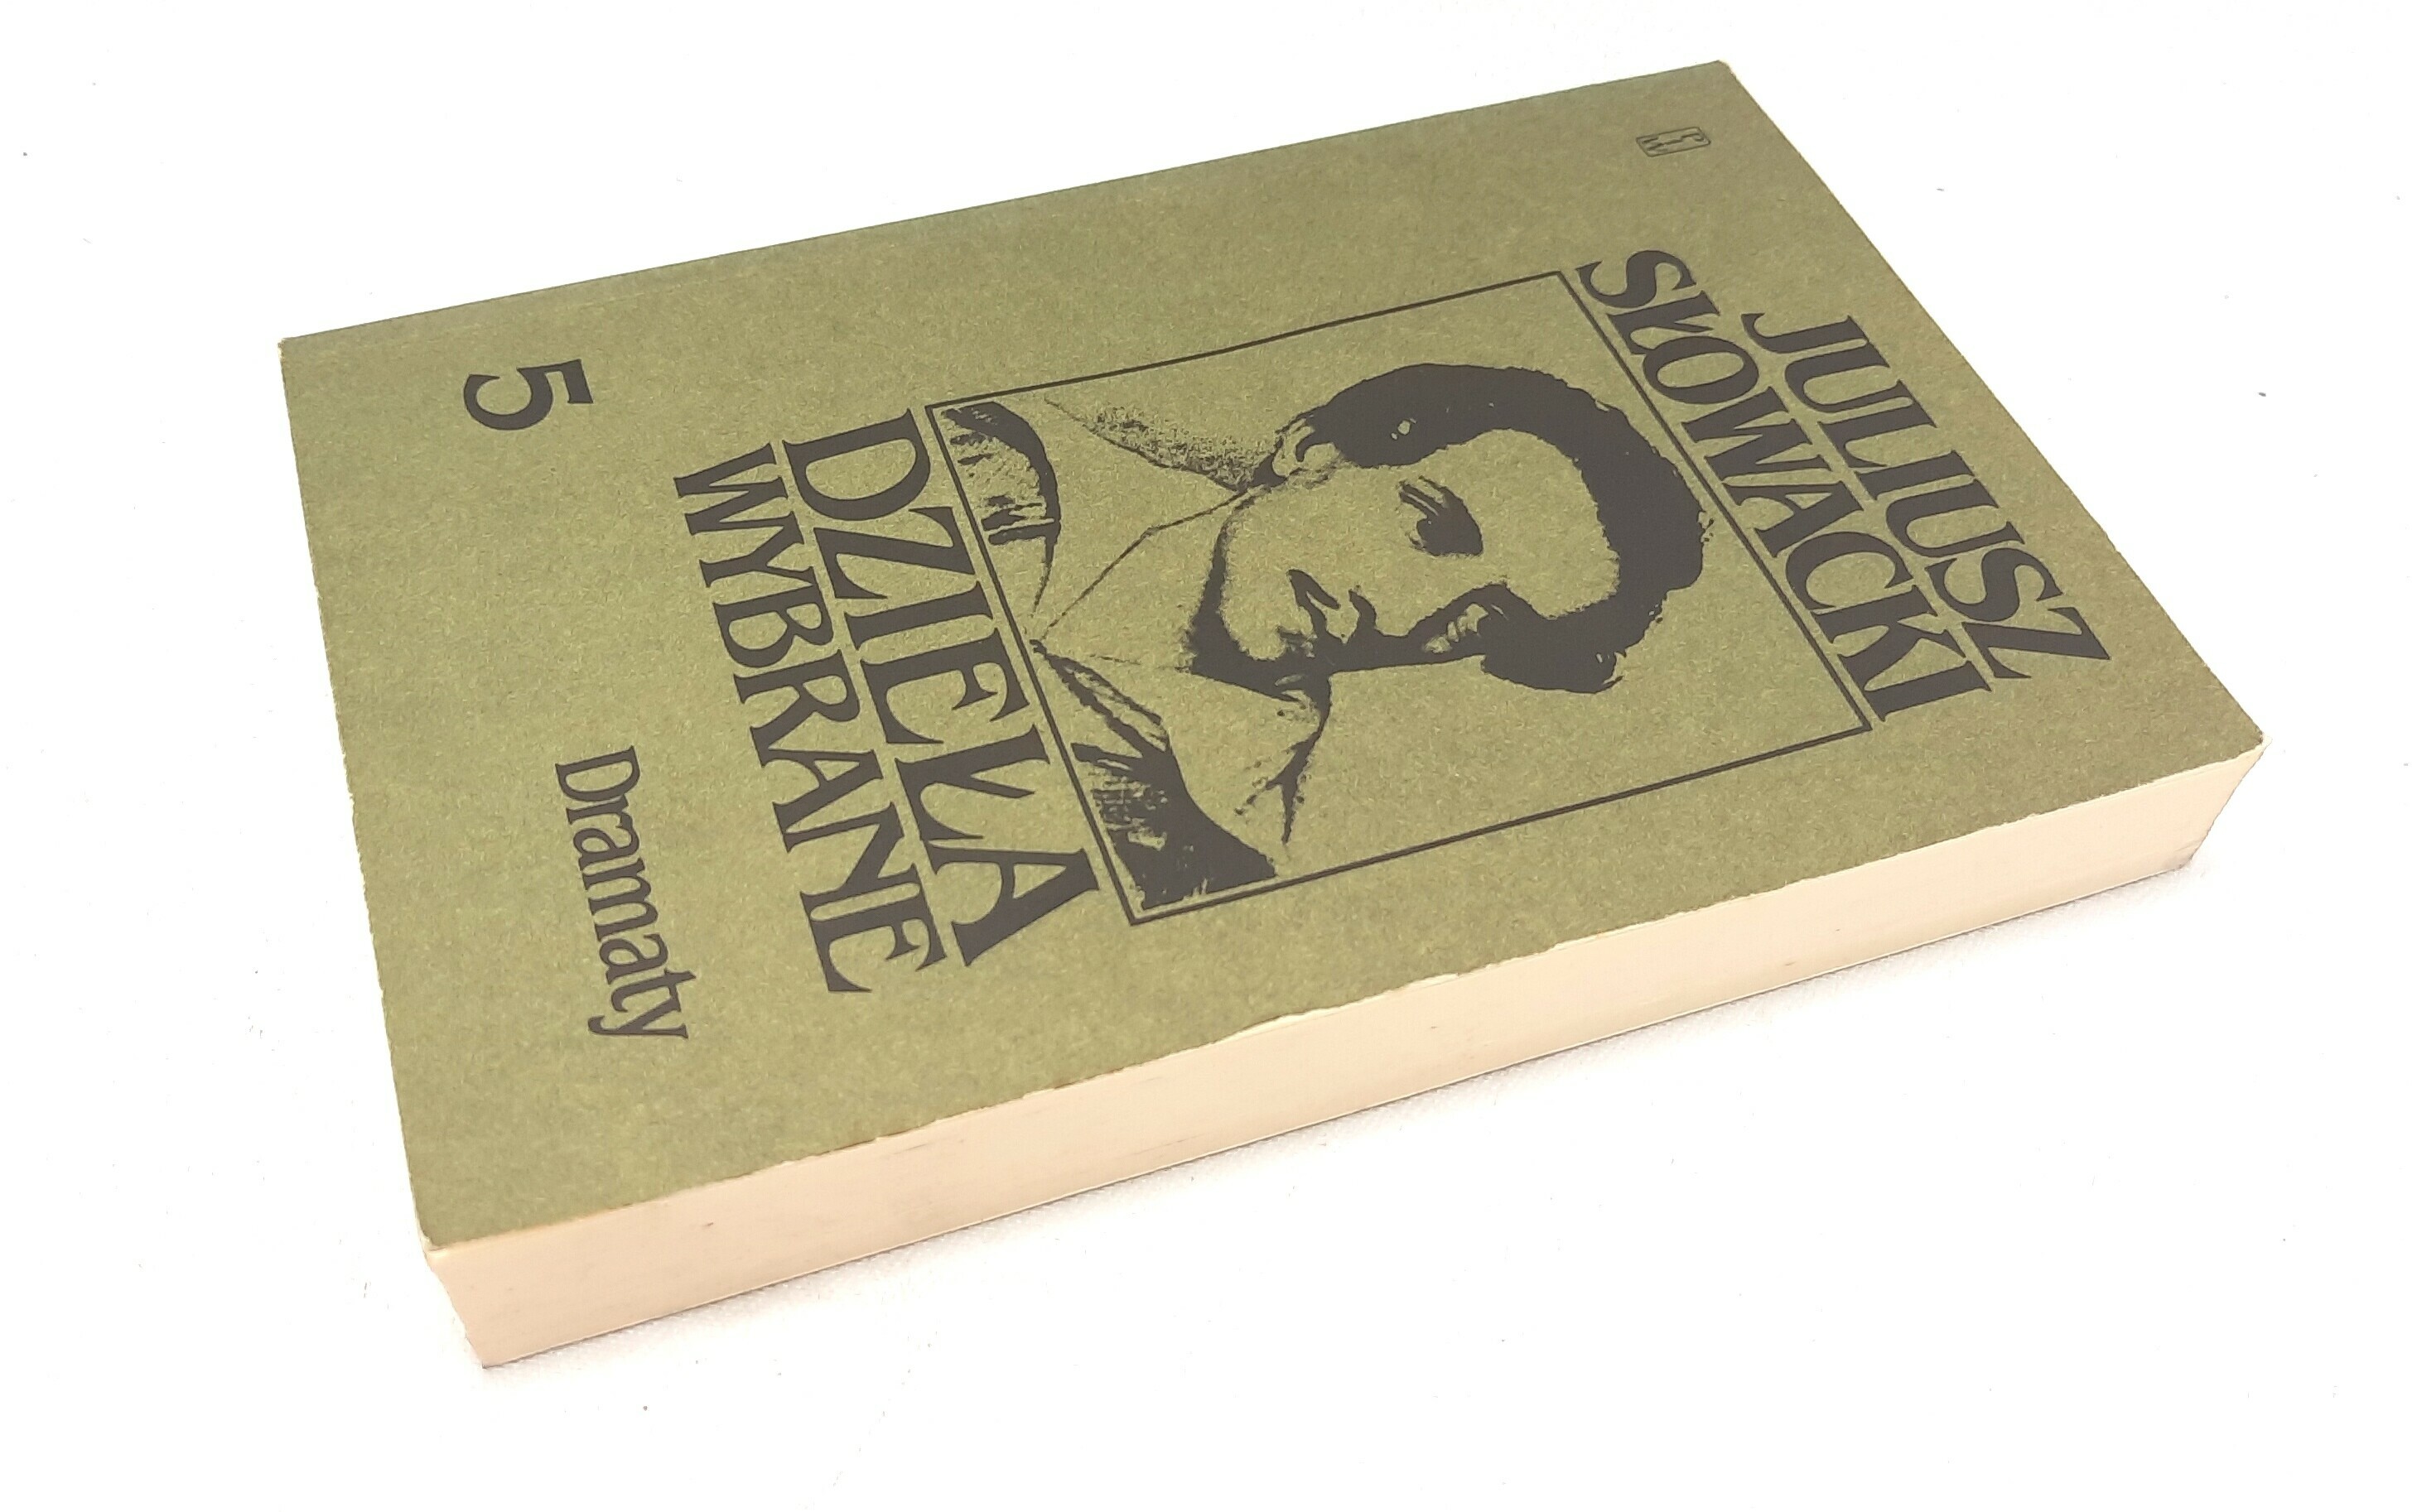 JULIUSZ
SŁOWACKI
DZIEŁA
WYBRANE
5
Dramaty